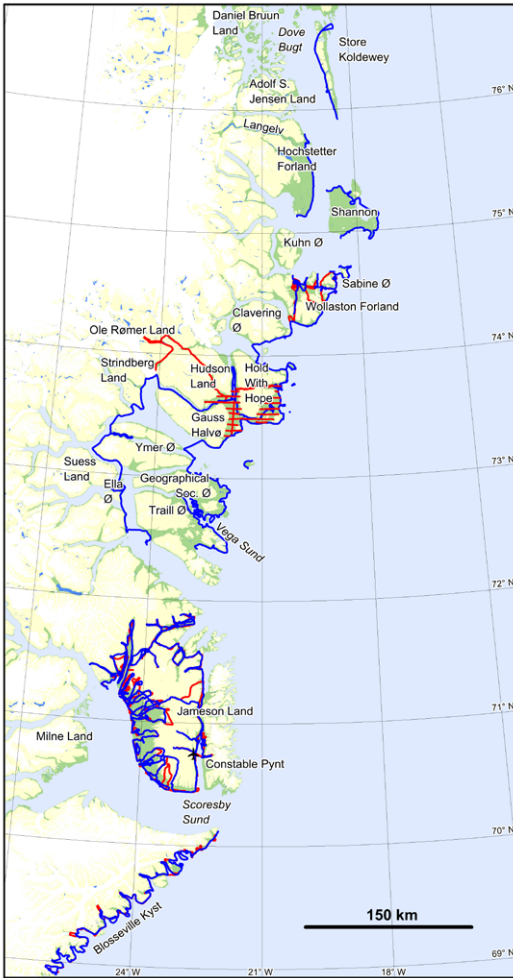 Daniel Bruun
Land
Dove
Bugt
Store
Koldewey
76° N
Adolf S.
Jensen Land
Langelv
Hochstetter
Forland
Shannon
75° N
Kuhn Ø
Sabine Ø
Wollaston Forland
Clavering
Ø
74° N
Ole Rømer Land
Strindberg
Land
Hudson
Land
Hold
With
Hope
Gauss
Halvø
73° N
Ymer Ø
Suess
Land
Ella
Ø
Geographical
Soc. Ø
Traill Ø
Vega Sund
72° N
71° N
Jameson Land
Milne Land
Constable Pynt
Scoresby
Sund
70° N
Blosseville Kyst
150 km
69° N
24° W
21° W
18° W